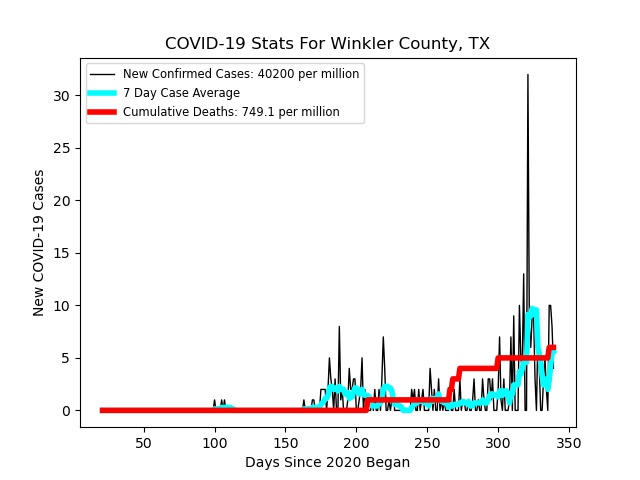 COVID-19 Stats For Winkler County, TX
New Confirmed Cases: 40200 per million
7 Day Case Average
Cumulative Deaths: 749.1 per million
New COVID-19 Cases
30
25
20
15
10
5
0
50
100
150
200
250
300
350
Days Since 2020 Began